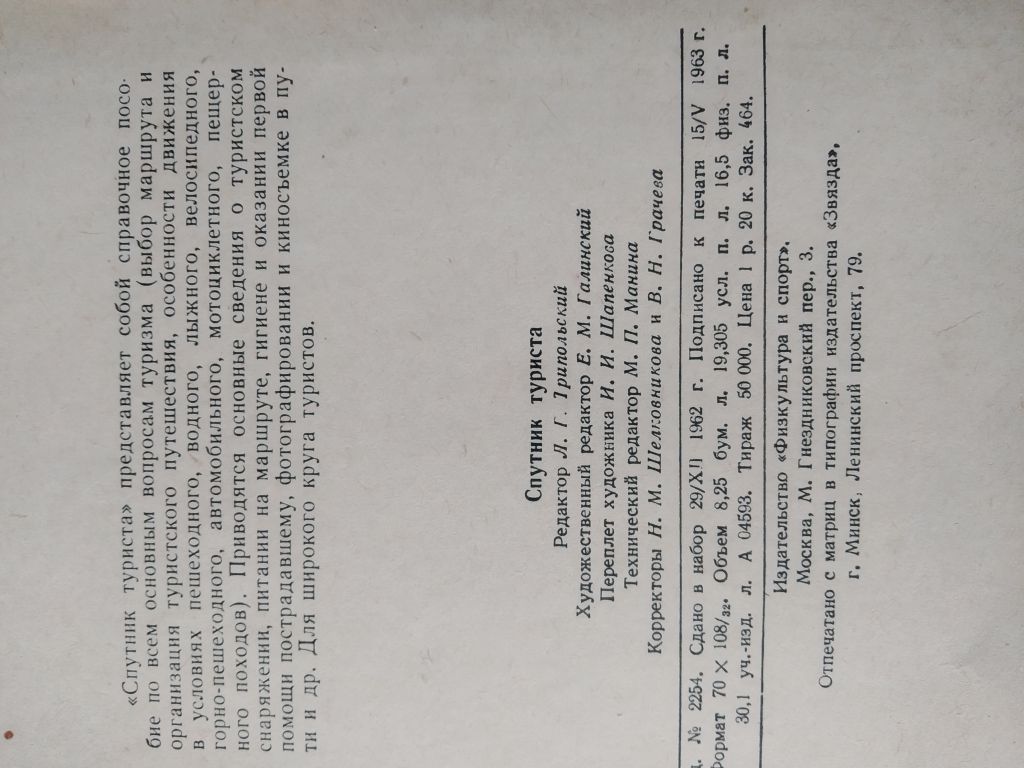 «Спутник туриста» представляет собой справочное посо-
бие по всем основным вопросам туризма (выбор маршрута и
организация туристского путешествия, особенности движения
в условиях пешеходного, водного, лыжного, велосипедного,
горно-пешеходного, автомобильного, мотоциклетного, пещер-
ного походов). Приводятся основные сведения о туристском
снаряжении, питании на маршруте, гигиене и оказании первой
помощи пострадавшему, фотографировании и киносъемке в пу-
ти и др. Для широкого круга туристов.
Спутник туриста
Редактор Л. Г. Трипольский
Художественный редактор Е. М. Галинский
Переплет художника И. И. Шапенкова
Технический редактор М. П. Манина
Корректоры Н. М. Шелковникова и В. Н. Грачева
№ 2254. Сдано в набор 29/XII 1962 г. Подписано к печати 15/V 1963 г.
Формат 70 × 108/32. Объем 8,25 бум. л. 19,305 усл. п. л. 16,5 физ. п. л.
30,1 уч.-изд. л. А 04593. Тираж 50 000. Цена 1 р. 20 к. Зак. 464.
Издательство «Физкультура и спорт».
Москва, М. Гнездниковский пер., 3.
Отпечатано с матриц в типографии издательства «Звязда»,
г. Минск, Ленинский проспект, 79.